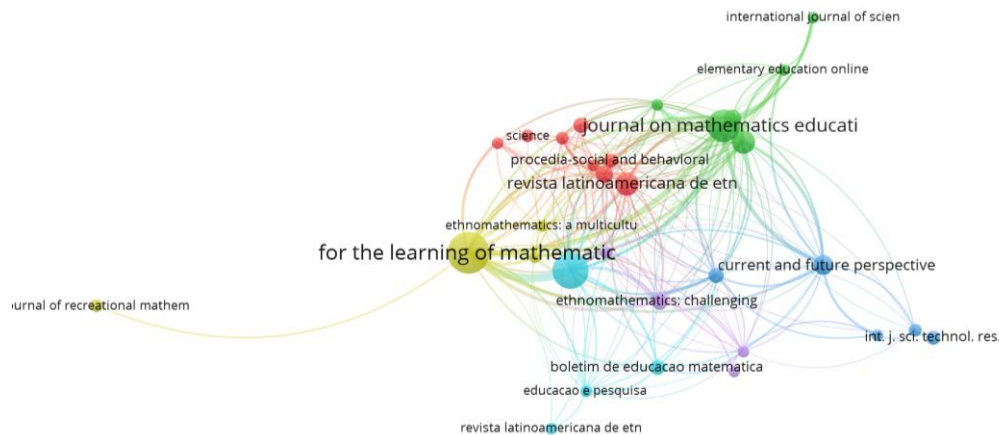 international journal of scien
elementary education online
journal on mathematics educati
science
procedia-social and behavioral
revista latinoamericana de etn
ethnomathematics: a multicultu
for the learning of mathematic
current and future perspective
ethnomathematics: challenging
urnal of recreational mathem
int. j. sci. technol. res.
boletim de educacao matematica
educacao e pesquisa
revista latinoamericana de etn